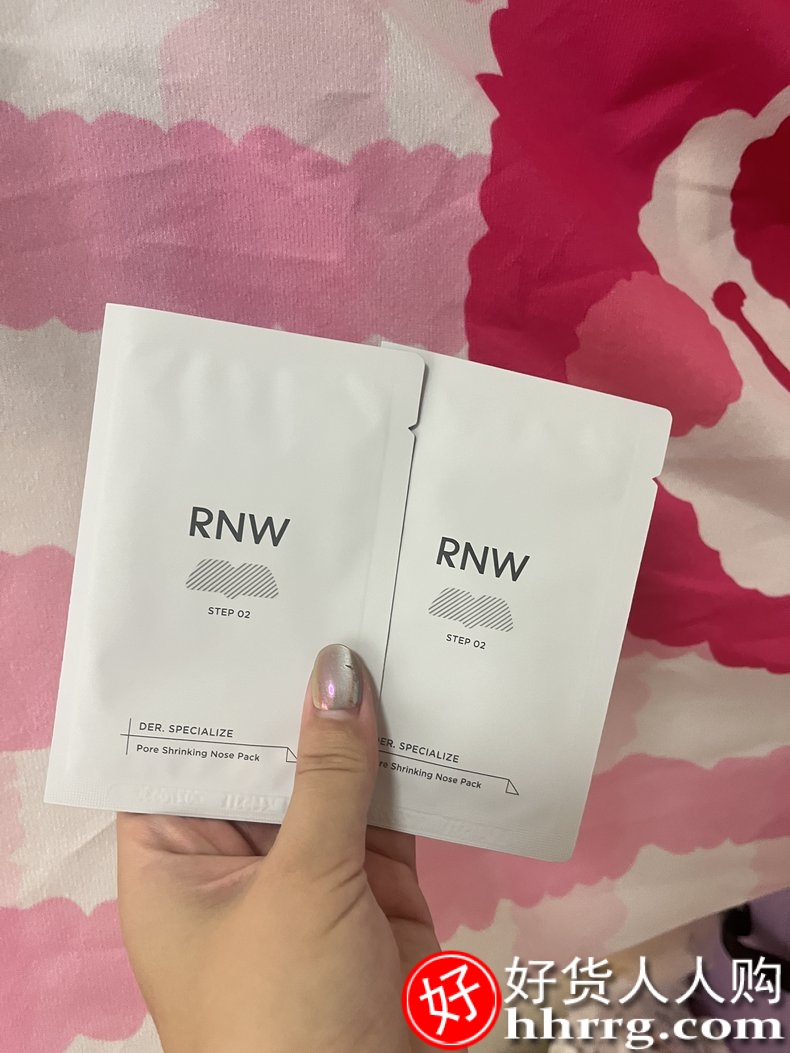 RNW
STEP 02
DER. SPECIALIZE
Pore Shrinking Nose Pack
RNW
STEP 02
ER. SPECIALIZE
re Shrinking Nose Pack
好 好货人人购
hhrrg.com